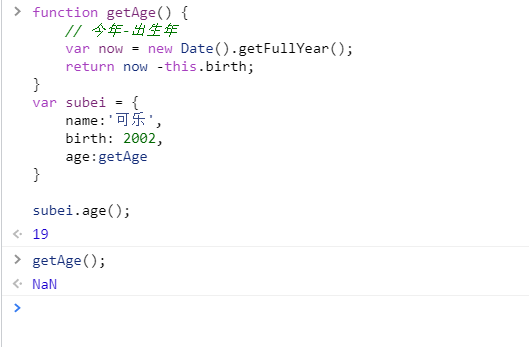 > function getAge() {
// 今年-出生年
var now = new Date().getFullYear();
return now -this.birth;
}
var subei = {
name:'可乐',
birth: 2002,
age:getAge
}
subei.age();
19
> getAge();
NaN
>